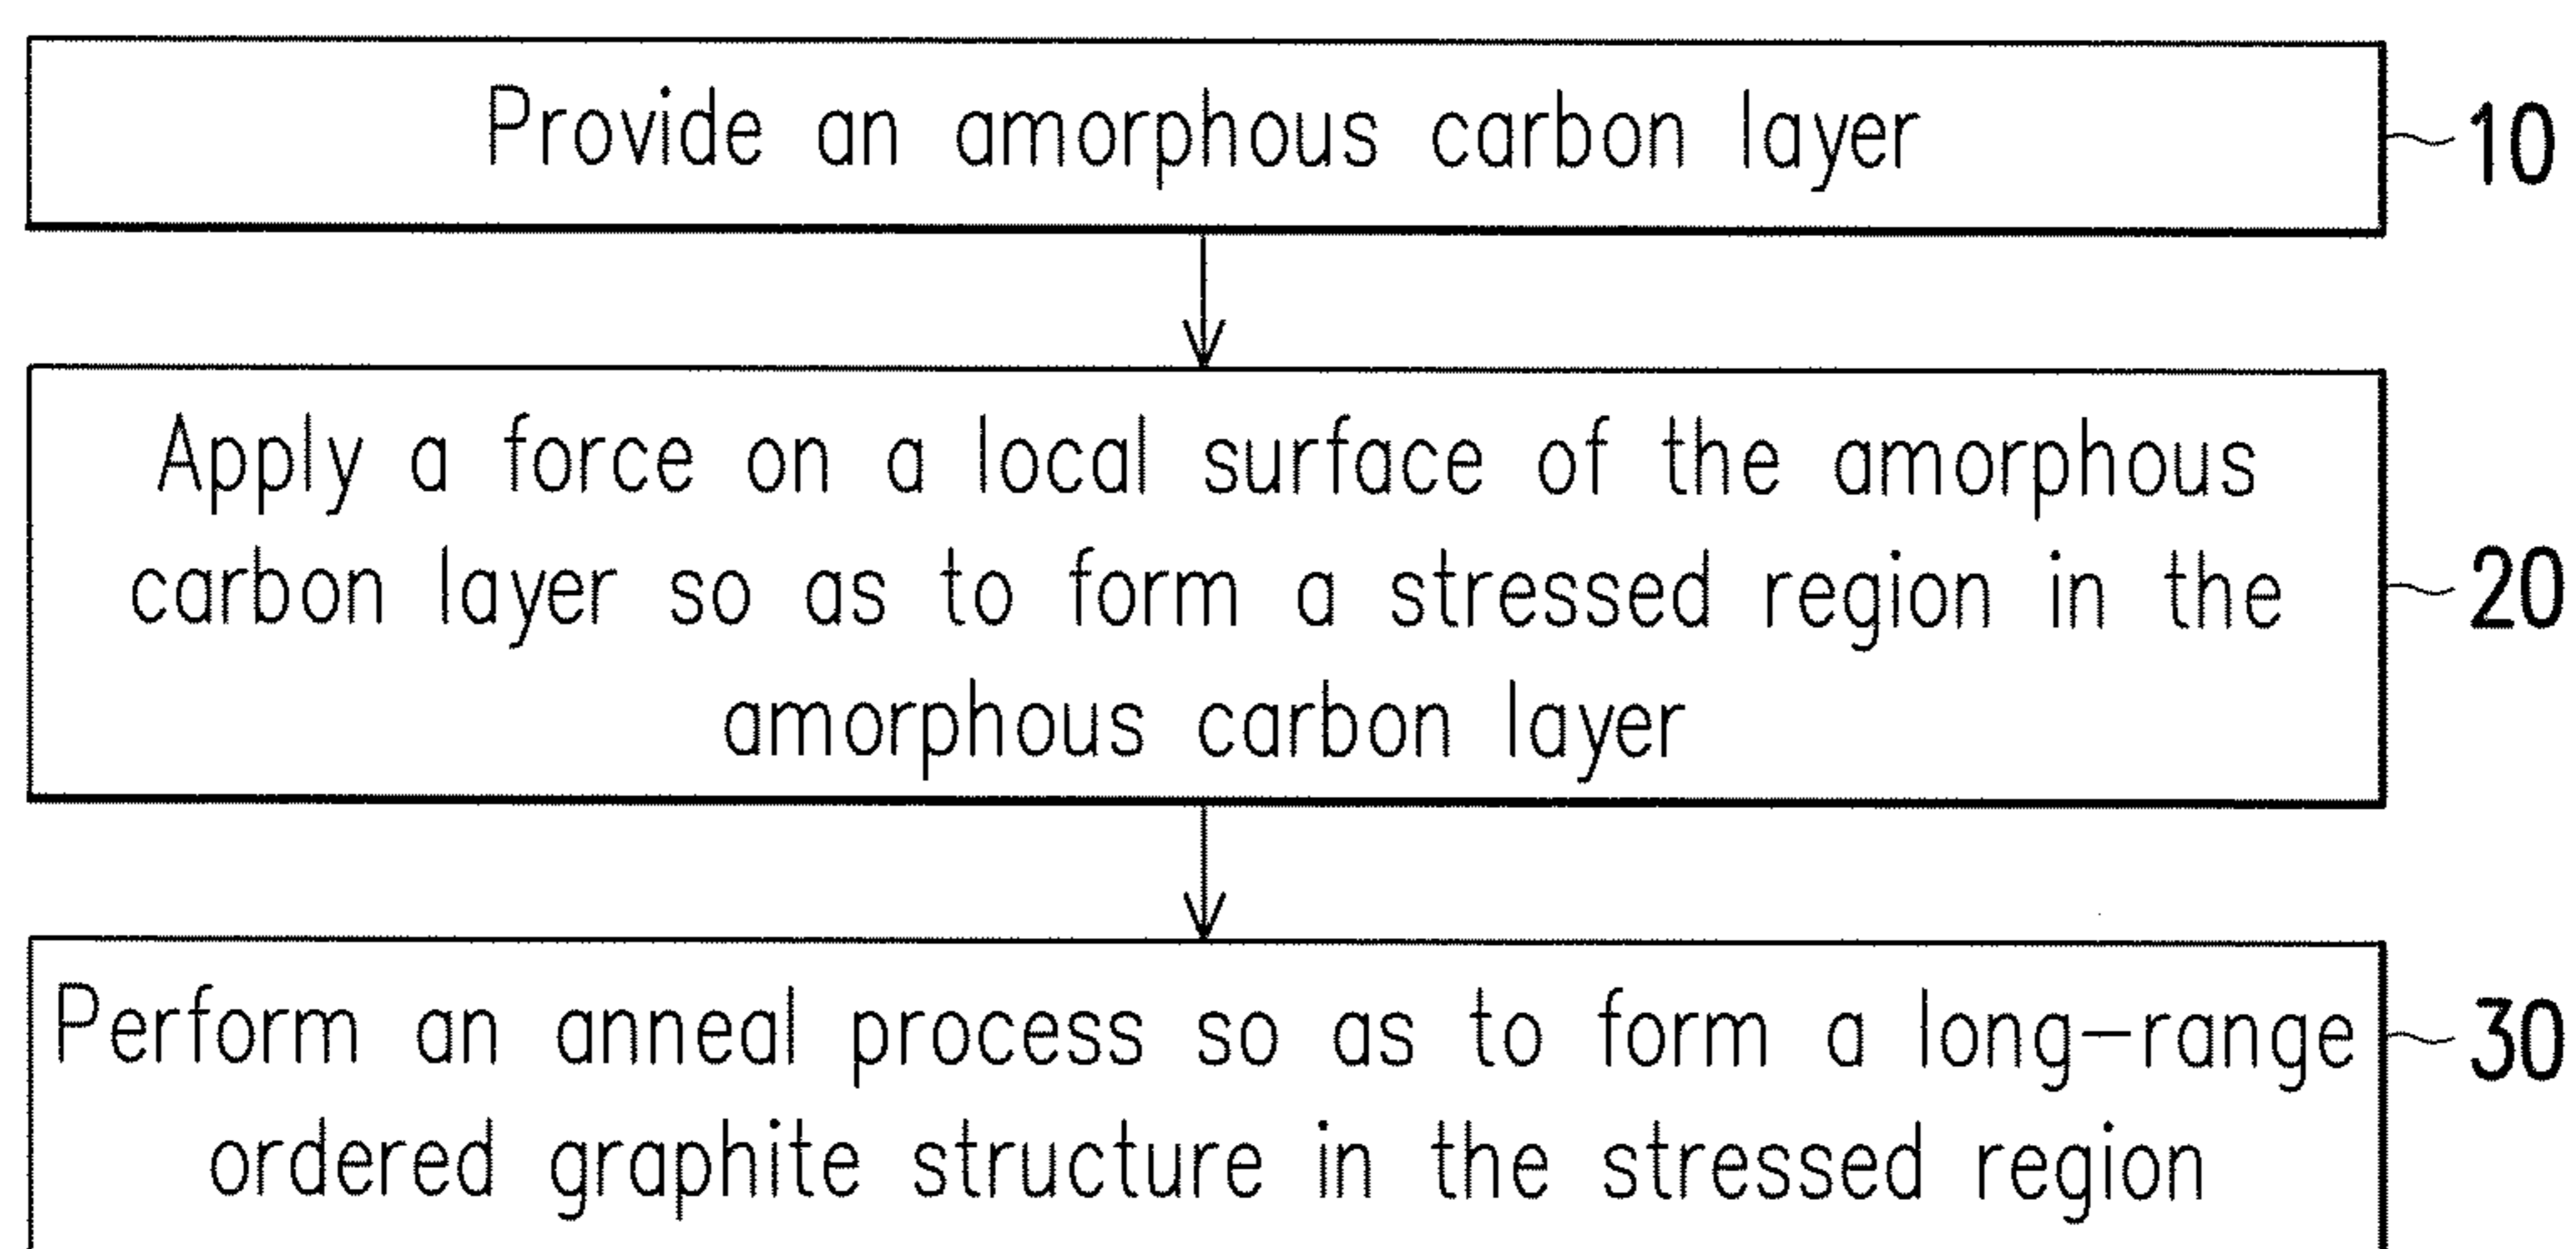 Provide an amorphous carbon layer
10
Apply a force on a local surface of the amorphous
carbon layer so as to form a stressed region in the
20
amorphous carbon layer
Perform an anneal process so as to form a long-range
30
ordered graphite structure in the stressed region